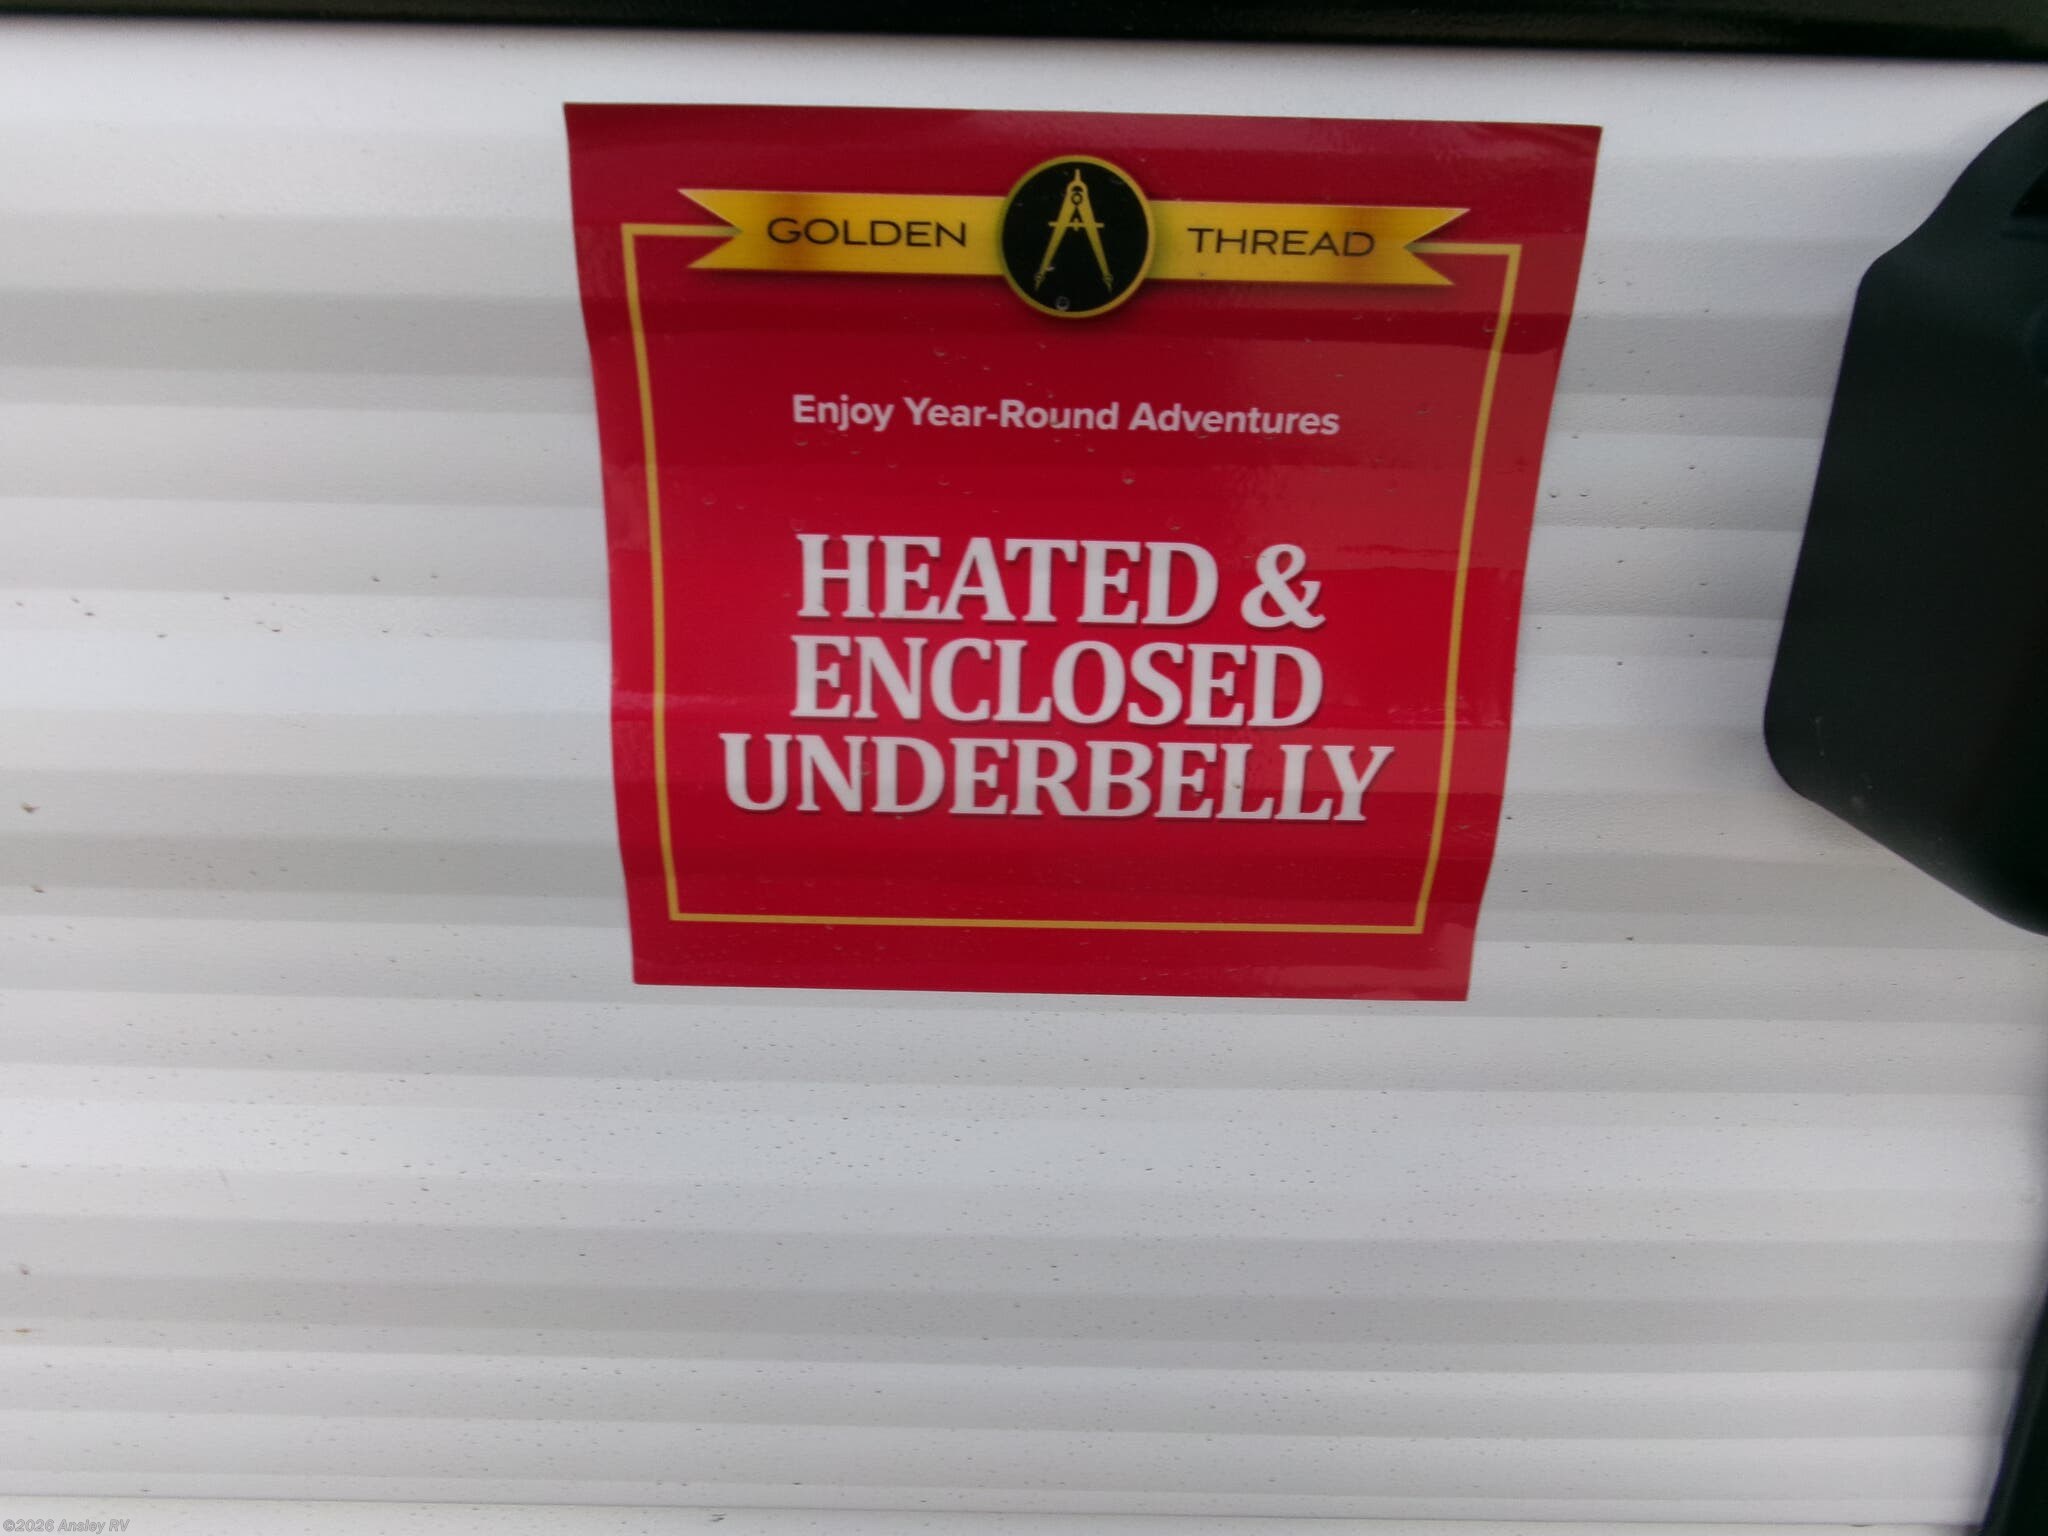 GOLDEN THREAD
Enjoy Year-Round Adventures
HEATED &
ENCLOSED
UNDERBELLY
©2026 Ansley RV